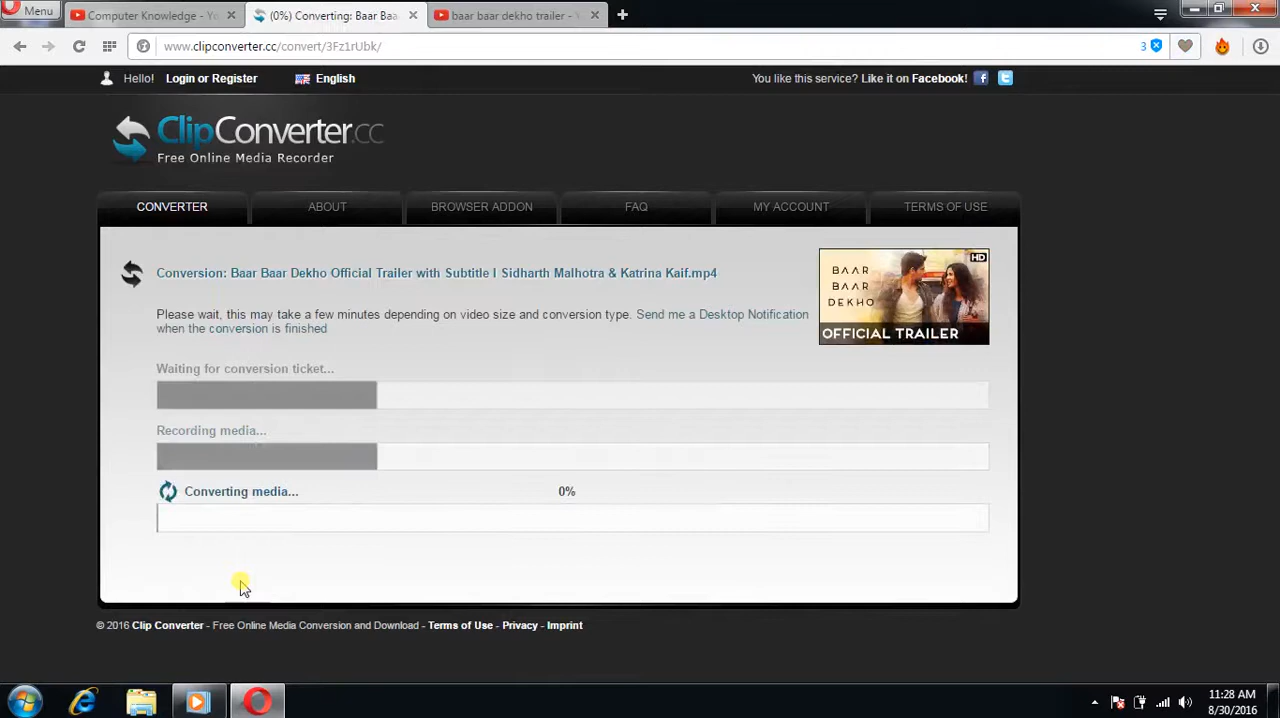 Menu
Computer Knowledge - Yo
(0%) Converting: Baar Baa
baar baar dekho trailer -
www.clipconverter.cc/convert/3Fz1rUbk/
3
Hello! Login or Register
English
You like this service? Like it on Facebook!
ClipConverter.cc
Free Online Media Recorder
CONVERTER
ABOUT
BROWSER ADDON
FAQ
MY ACCOUNT
TERMS OF USE
Conversion: Baar Baar Dekho Official Trailer with Subtitle l Sidharth Malhotra & Katrina Kaif.mp4
HD
BAAR
BAAR
DEKHO
OFFICIAL TRAILER
Please wait, this may take a few minutes depending on video size and conversion type. Send me a Desktop Notification
when the conversion is finished
Waiting for conversion ticket...
Recording media...
Converting media...
0%
© 2016 Clip Converter - Free Online Media Conversion and Download - Terms of Use - Privacy - Imprint
11:28 AM
8/30/2016